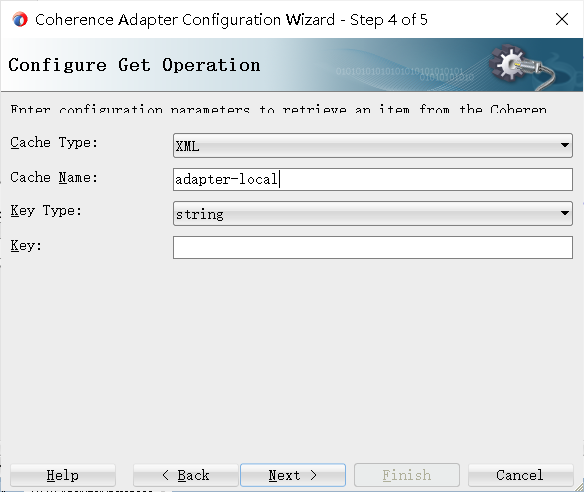 Coherence Adapter Configuration Wizard - Step 4 of 5
Configure Get Operation
Enter configuration parameters to retrieve an item from the Coheren
Cache Type:
XML
Cache Name:
adapter-local
Key Type:
string
Key:
Help
< Back
Next >
Finish
Cancel